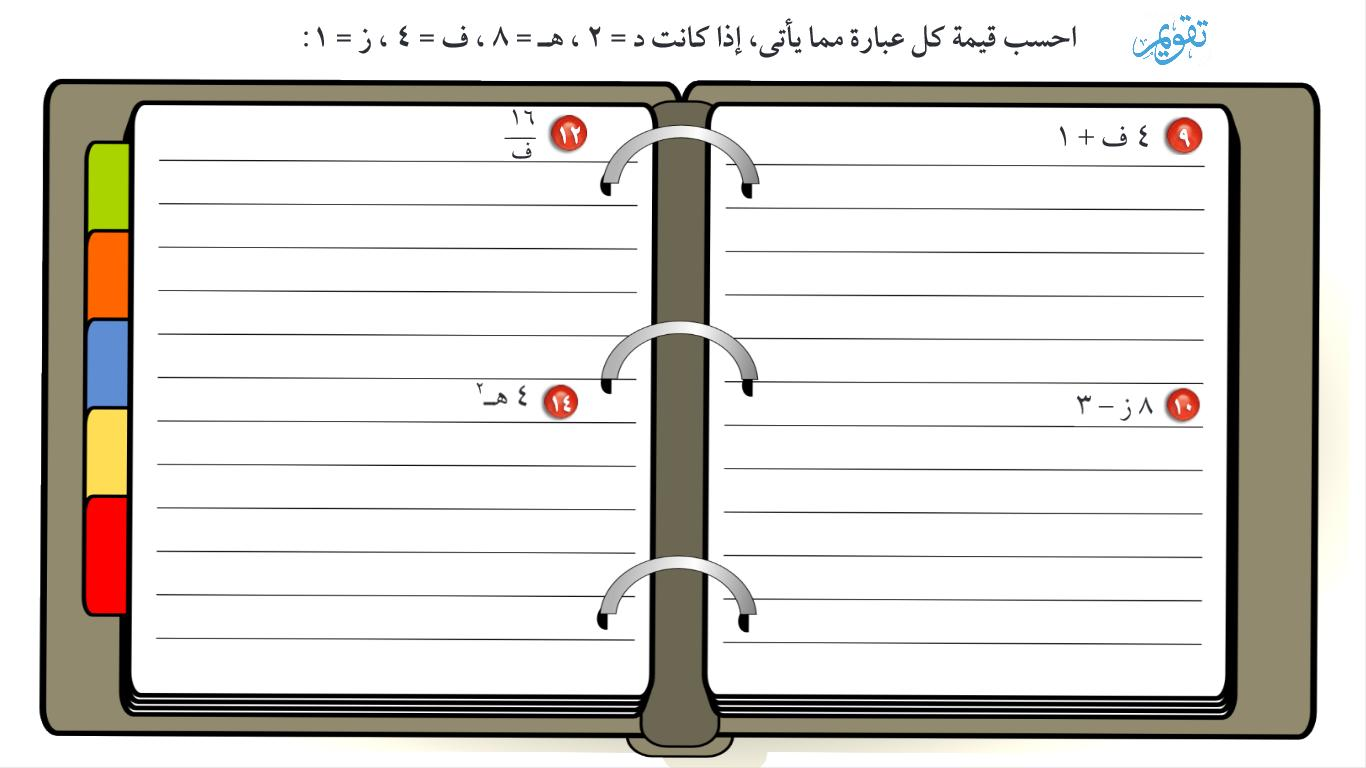 تقويم
احسب قيمة كل عبارة مما يأتى، إذا كانت د = ٢ ، هـ = ٨ ، ف = ٤ ، ز = ١ :
٩ ٤ ف + ١
١٠ ٨ ز – ٣
١٢ ١٦
ف
١٤ ٤ هـ٢